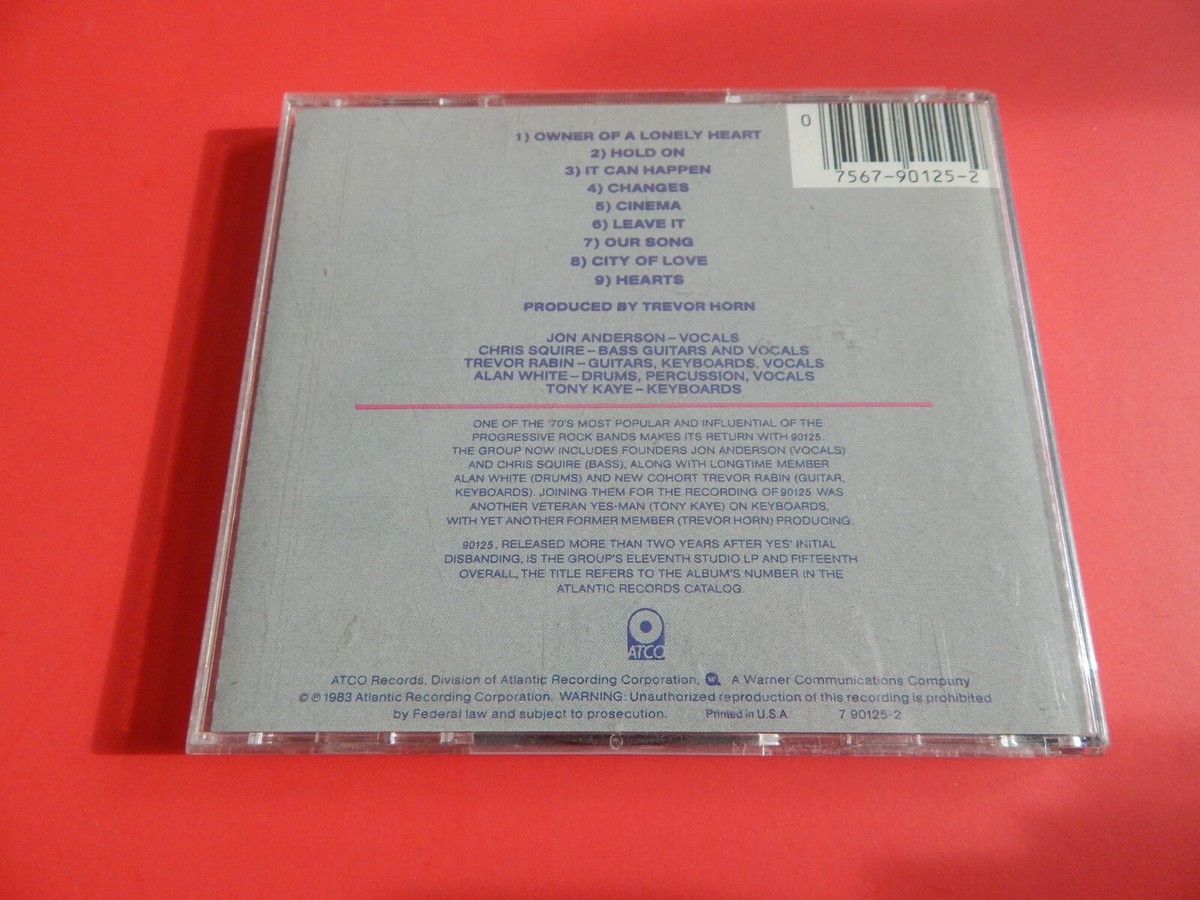 1) OWNER OF A LONELY HEART
2) HOLD ON
3) IT CAN HAPPEN
4) CHANGES
5) CINEMA
6) LEAVE IT
7) OUR SONG
8) CITY OF LOVE
9) HEARTS
PRODUCED BY TREVOR HORN
0
7567-90125-2
JON ANDERSON – VOCALS
CHRIS SQUIRE – BASS GUITARS AND VOCALS
TREVOR RABIN – GUITARS, KEYBOARDS, VOCALS
ALAN WHITE – DRUMS, PERCUSSION, VOCALS
TONY KAYE – KEYBOARDS
ONE OF THE '70'S MOST POPULAR AND INFLUENTIAL OF THE
PROGRESSIVE ROCK BANDS MAKES ITS RETURN WITH 90125.
THE GROUP NOW INCLUDES FOUNDERS JON ANDERSON (VOCALS)
AND CHRIS SQUIRE (BASS), ALONG WITH LONGTIME MEMBER
ALAN WHITE (DRUMS) AND NEW COHORT TREVOR RABIN (GUITAR,
KEYBOARDS). JOINING THEM FOR THE RECORDING OF 90125 WAS
ANOTHER VETERAN YES-MAN (TONY KAYE) ON KEYBOARDS,
WITH YET ANOTHER FORMER MEMBER (TREVOR HORN) PRODUCING.
90125, RELEASED MORE THAN TWO YEARS AFTER YES' INITIAL
DISBANDING, IS THE GROUP'S ELEVENTH STUDIO LP AND FIFTEENTH
OVERALL, THE TITLE REFERS TO THE ALBUM'S NUMBER IN THE
ATLANTIC RECORDS CATALOG.
ATCO
ATCO Records, Division of Atlantic Recording Corporation, W A Warner Communications Company
© ℗ 1983 Atlantic Recording Corporation. WARNING: Unauthorized reproduction of this recording is prohibited
by Federal law and subject to prosecution. Printed in U.S.A. 7 90125-2